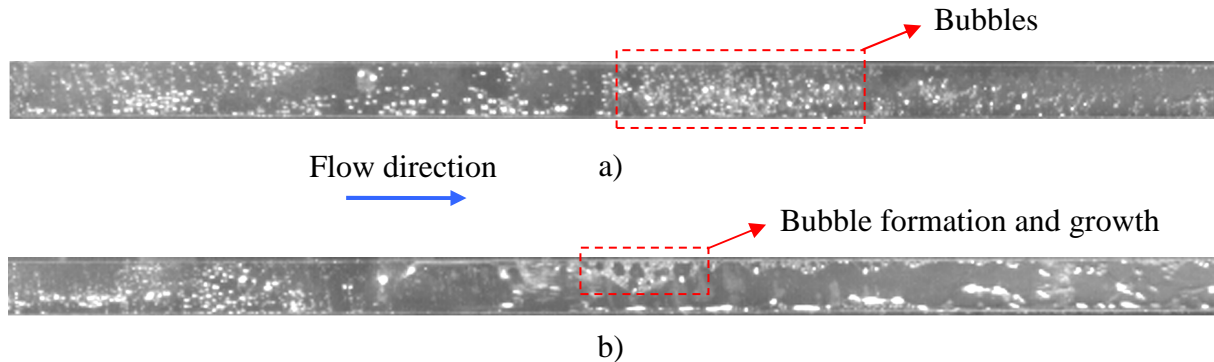 Bubbles
a)
Flow direction
Bubble formation and growth
b)